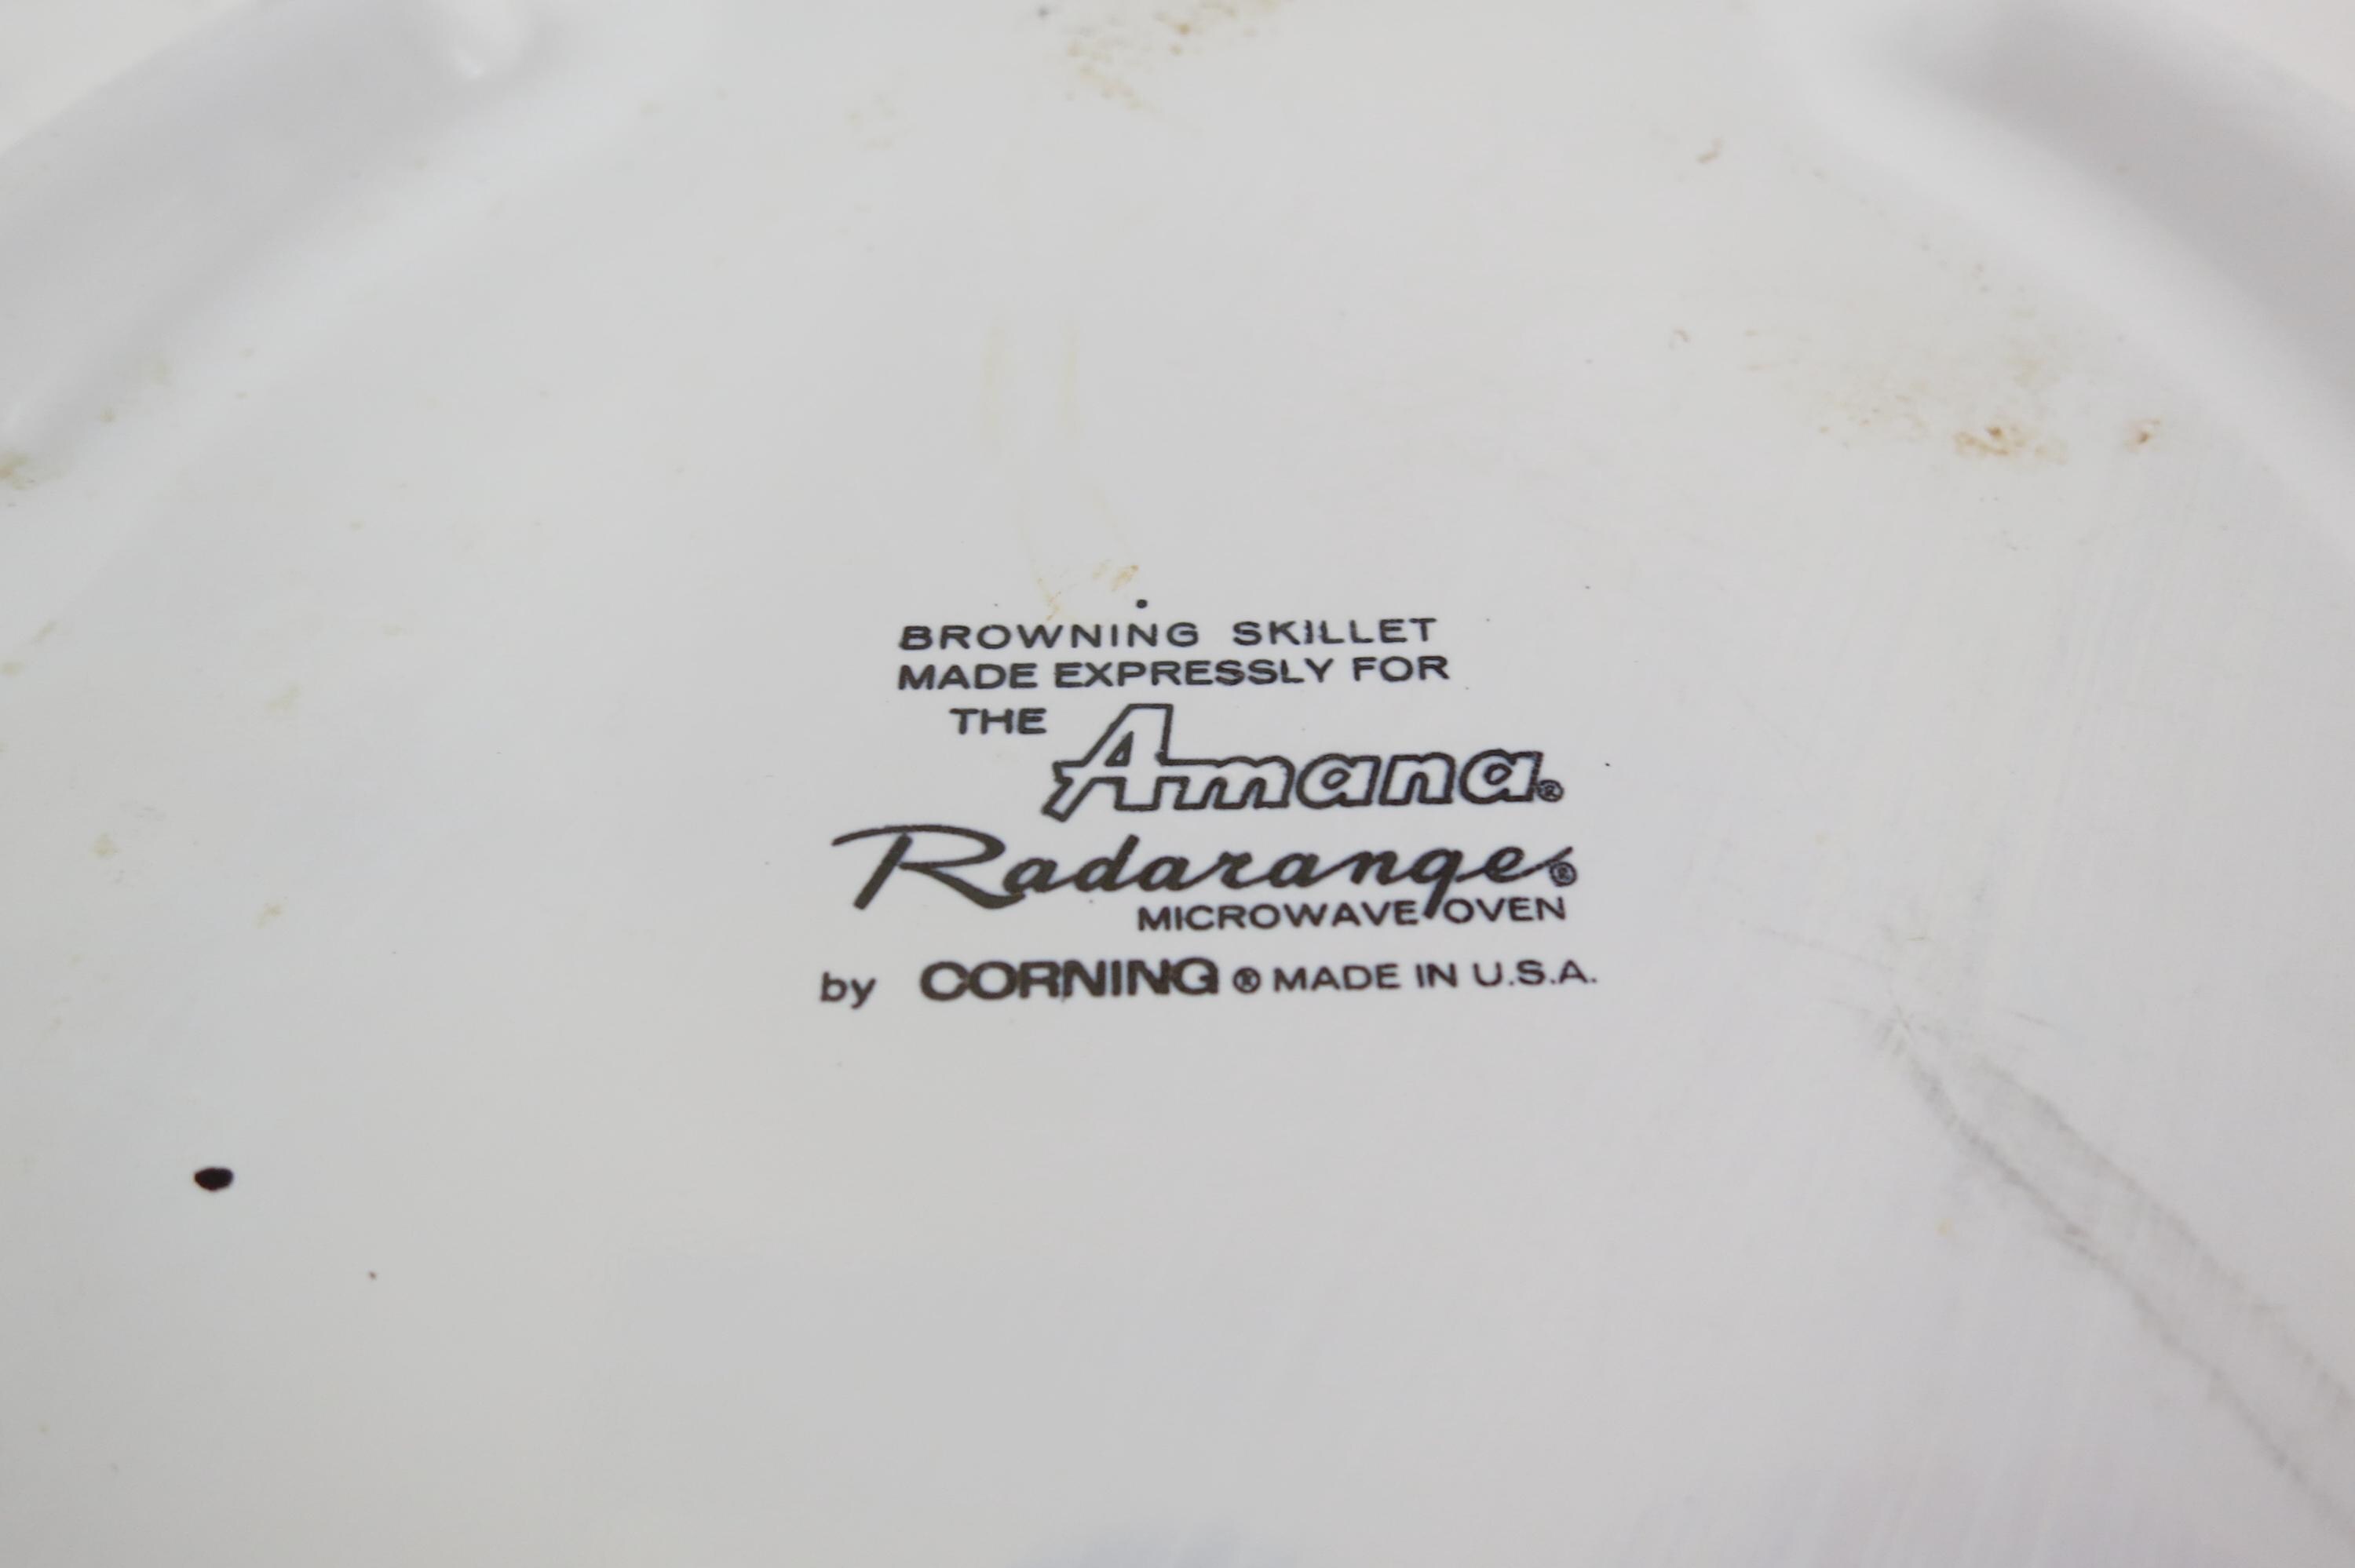 BROWNING SKILLET
MADE EXPRESSLY FOR
THE Amana®
Radarange®
MICROWAVE OVEN
by CORNING ® MADE IN U.S.A.